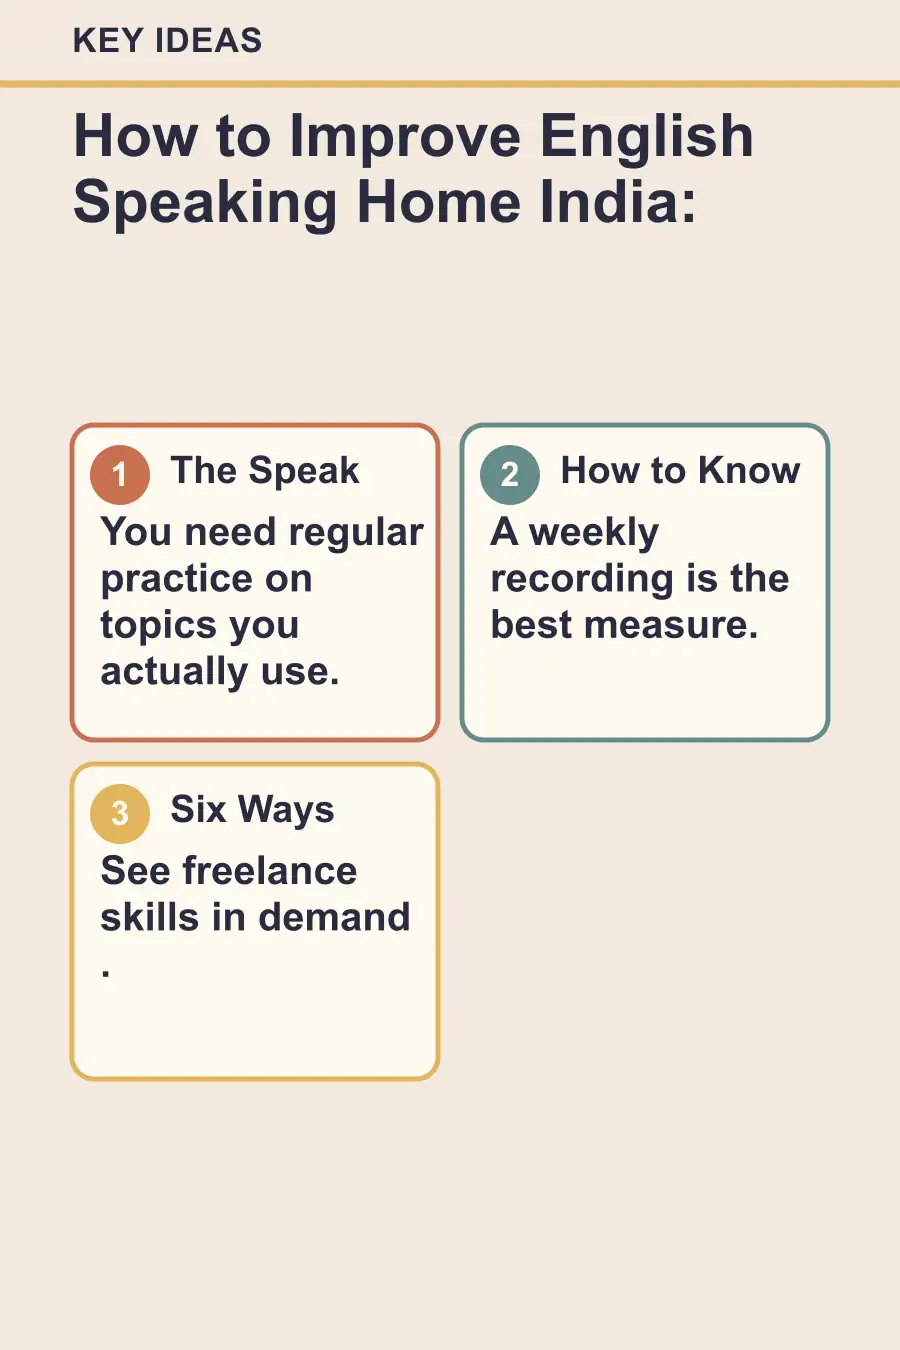 KEY IDEAS
How to Improve English
Speaking Home India:
1 The Speak
You need regular
practice on
topics you
actually use.
2 How to Know
A weekly
recording is the
best measure.
3 Six Ways
See freelance
skills in demand
.